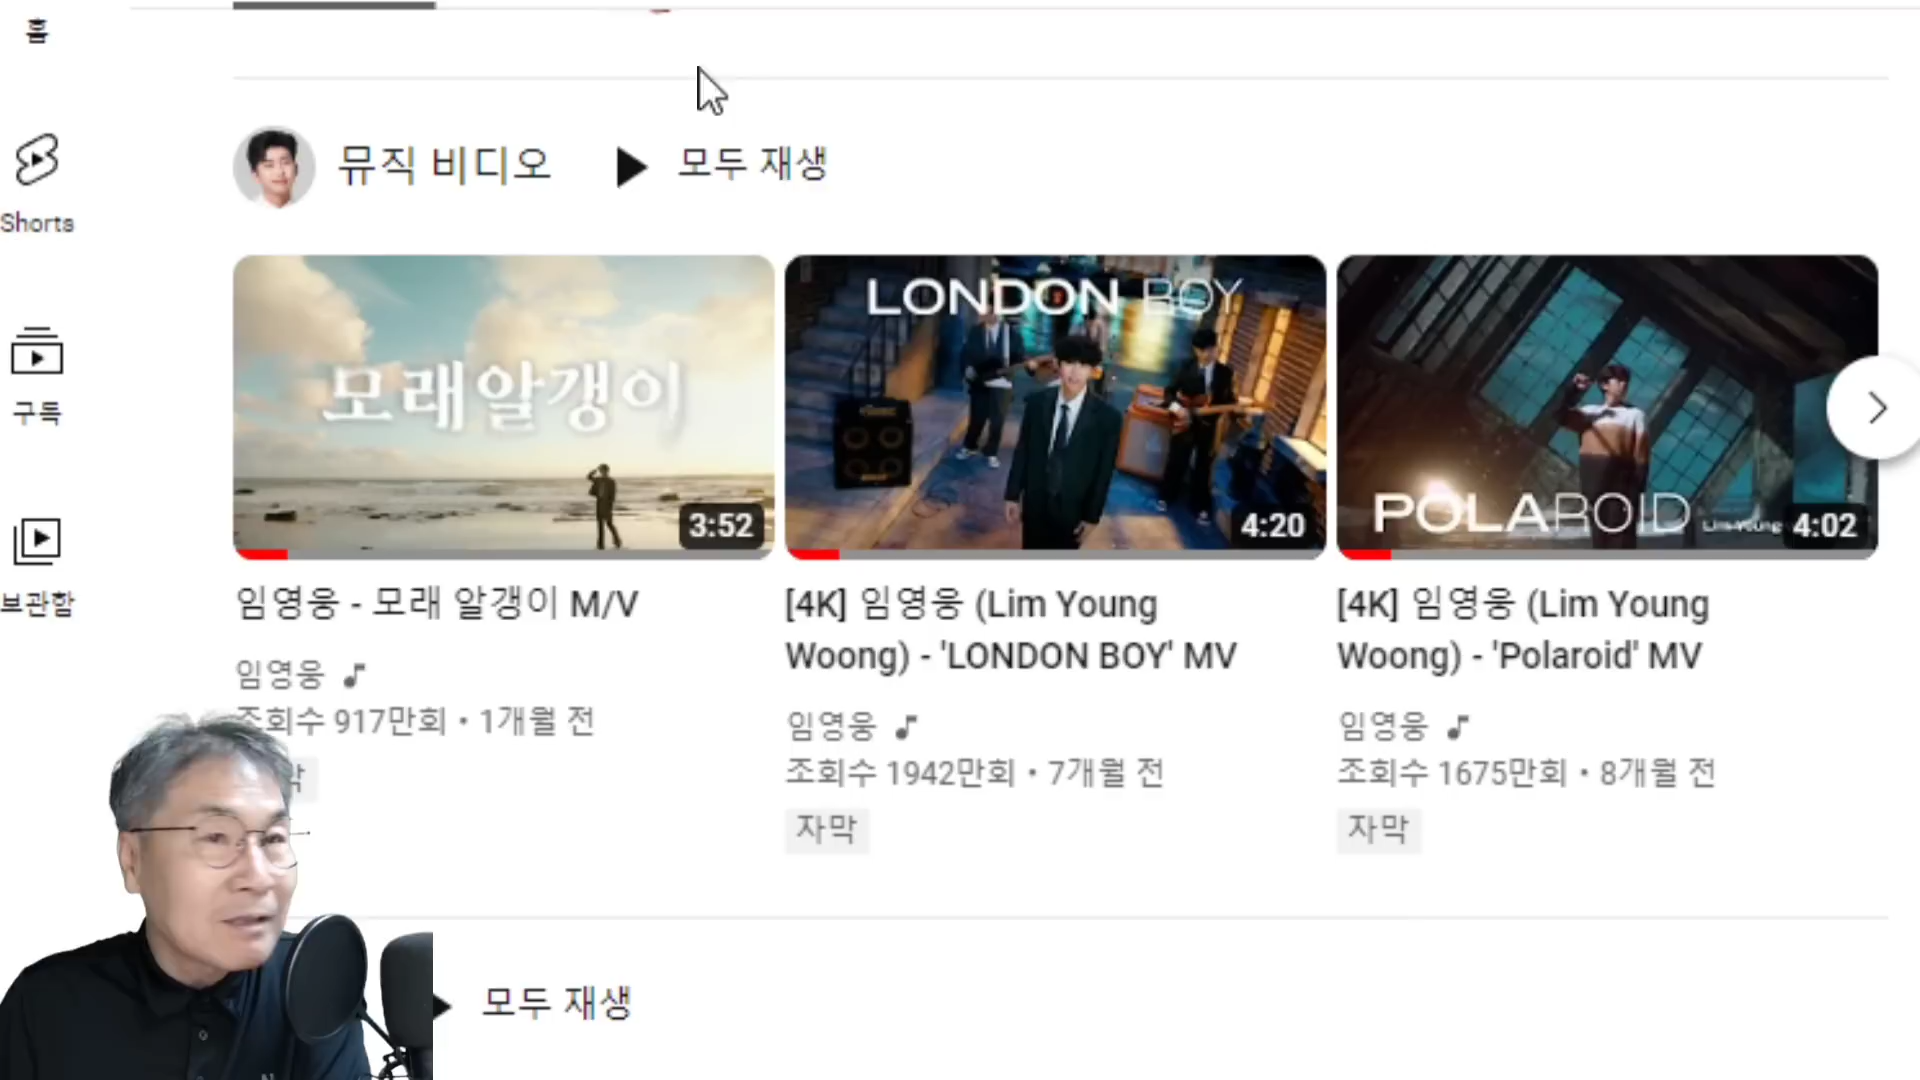 홈
Shorts
구독
보관함
뮤직 비디오
모두 재생
모래알갱이
3:52
임영웅 - 모래 알갱이 M/V
임영웅
조회수 917만회 • 1개월 전
LONDON BOY
4:20
[4K] 임영웅 (Lim Young
Woong) - 'LONDON BOY' MV
임영웅
조회수 1942만회 • 7개월 전
자막
POLAROID
Lim Young
4:02
[4K] 임영웅 (Lim Young
Woong) - 'Polaroid' MV
임영웅
조회수 1675만회 • 8개월 전
자막
모두 재생